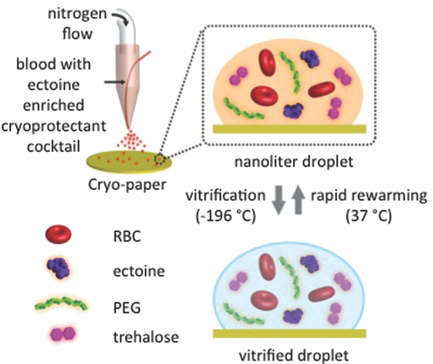 nitrogen
flow
blood with
ectoine
enriched
cryoprotectant
cocktail
Cryo-paper
nanoliter droplet
vitrification
(-196 °C)
rapid rewarming
(37 °C)
RBC
ectoine
PEG
trehalose
vitrified droplet